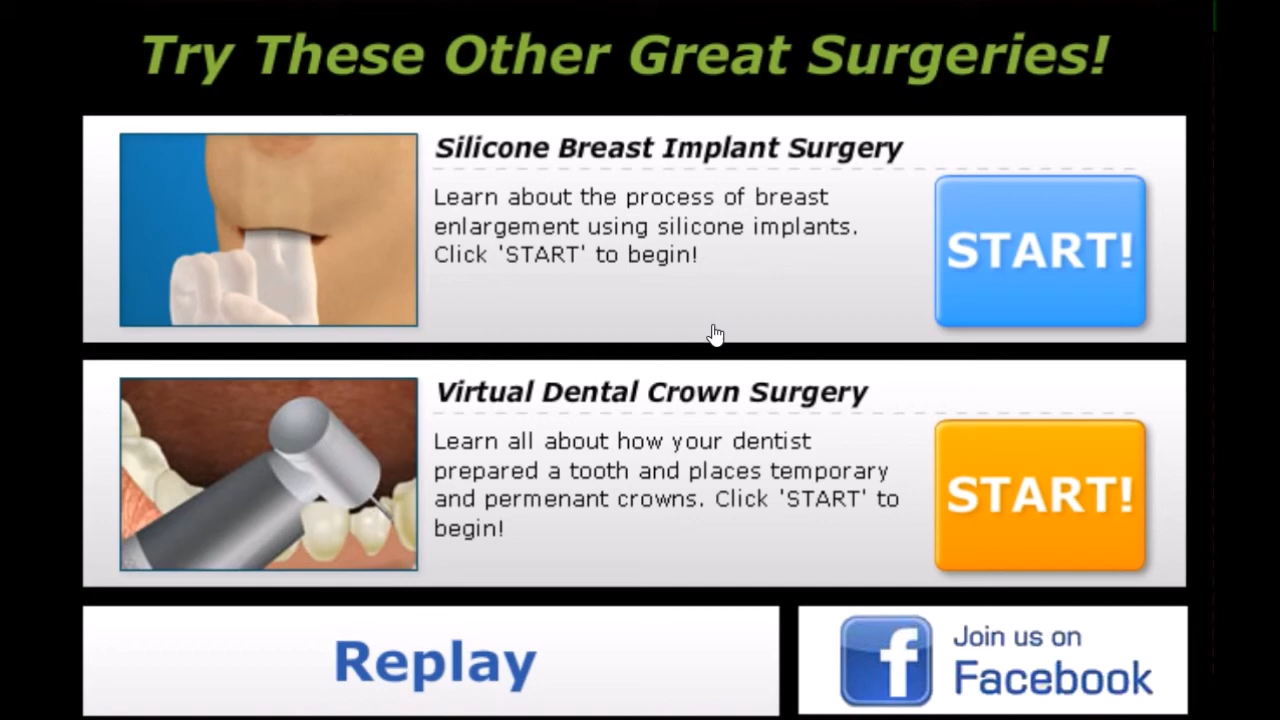 Try These Other Great Surgeries!
Silicone Breast Implant Surgery
Learn about the process of breast
enlargement using silicone implants.
Click 'START' to begin!
START!
Virtual Dental Crown Surgery
Learn all about how your dentist
prepared a tooth and places temporary
and permenant crowns. Click 'START' to
begin!
START!
Replay
f
Join us on
Facebook